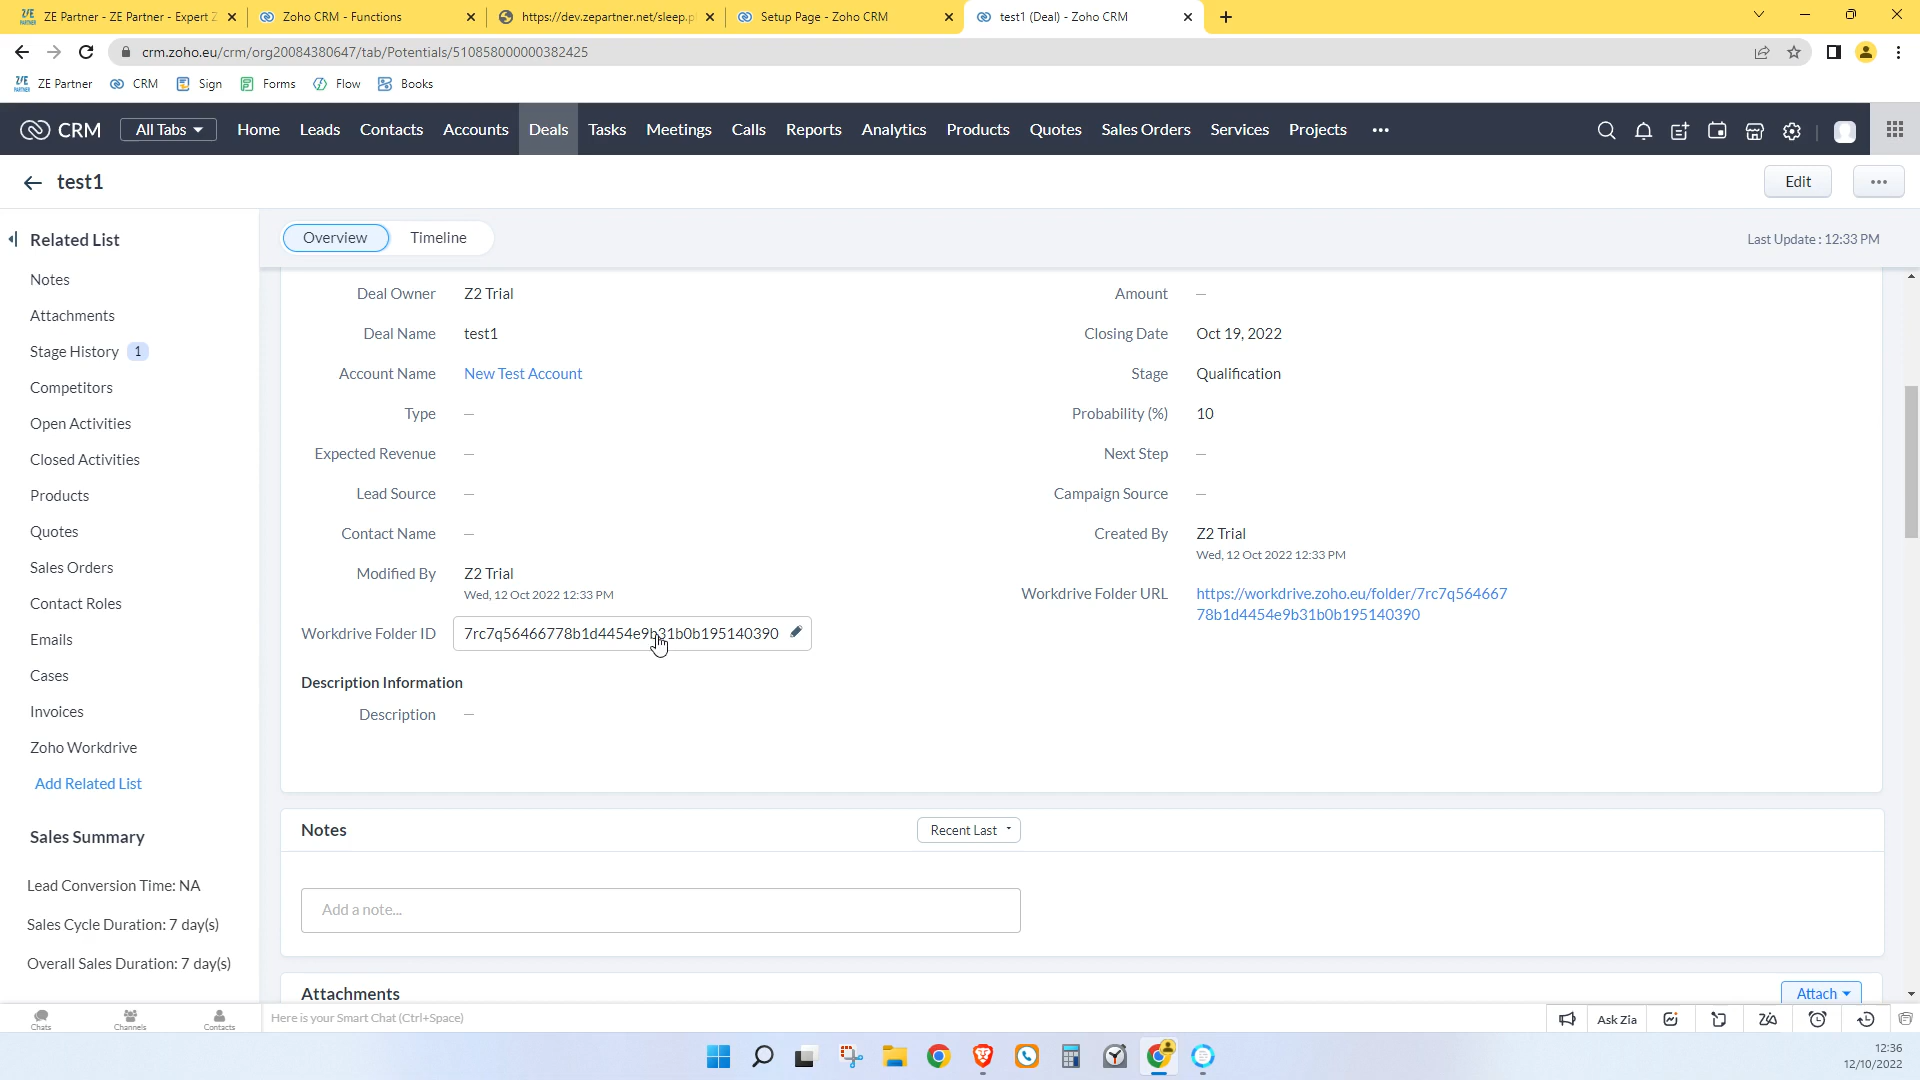 ZE Partner - ZE Partner - Expert Z
Zoho CRM - Functions
https://dev.zepartner.net/sleep.p
Setup Page - Zoho CRM
test1 (Deal) - Zoho CRM
crm.zoho.eu/crm/org20084380647/tab/Potentials/510858000000382425
ZE Partner CRM Sign Forms Flow Books
CRM All Tabs Home Leads Contacts Accounts Deals Tasks Meetings Calls Reports Analytics Products Quotes Sales Orders Services Projects ...
test1
Edit
...
Related List
Notes
Attachments
Stage History 1
Competitors
Open Activities
Closed Activities
Products
Quotes
Sales Orders
Contact Roles
Emails
Cases
Invoices
Zoho Workdrive
Add Related List
Sales Summary
Lead Conversion Time: NA
Sales Cycle Duration: 7 day(s)
Overall Sales Duration: 7 day(s)
Overview Timeline
Last Update : 12:33 PM
Deal Owner Z2 Trial
Deal Name test1
Account Name New Test Account
Type —
Expected Revenue —
Lead Source —
Contact Name —
Modified By Z2 Trial
Wed, 12 Oct 2022 12:33 PM
Workdrive Folder ID 7rc7q56466778b1d4454e9b31b0b195140390
Amount —
Closing Date Oct 19, 2022
Stage Qualification
Probability (%) 10
Next Step —
Campaign Source —
Created By Z2 Trial
Wed, 12 Oct 2022 12:33 PM
Workdrive Folder URL https://workdrive.zoho.eu/folder/7rc7q564667
78b1d4454e9b31b0b195140390
Description Information
Description —
Notes
Recent Last
Add a note...
Attachments
Attach
Chats
Channels
Contacts
Here is your Smart Chat (Ctrl+Space)
Ask Zia
12:36
12/10/2022